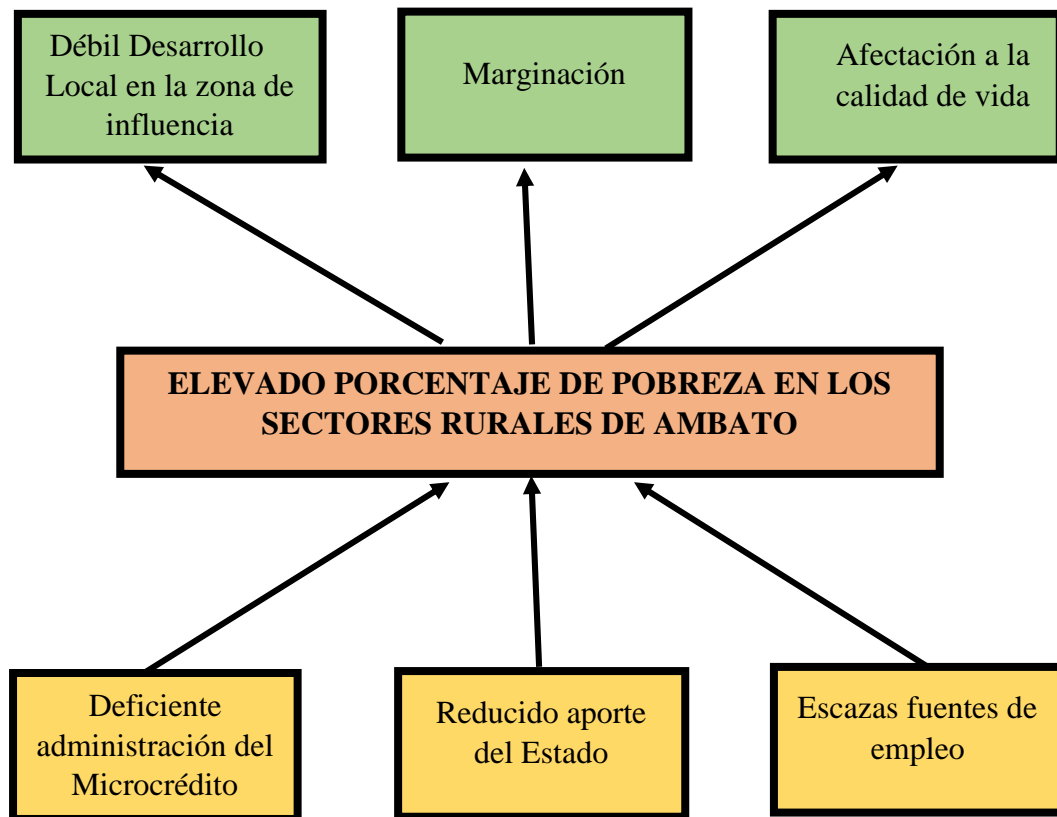 Débil Desarrollo
Local en la zona de
influencia
Marginación
Afectación a la
calidad de vida
ELEVADO PORCENTAJE DE POBREZA EN LOS
SECTORES RURALES DE AMBATO
Deficiente
administración del
Microcrédito
Reducido aporte
del Estado
Escazas fuentes de
empleo